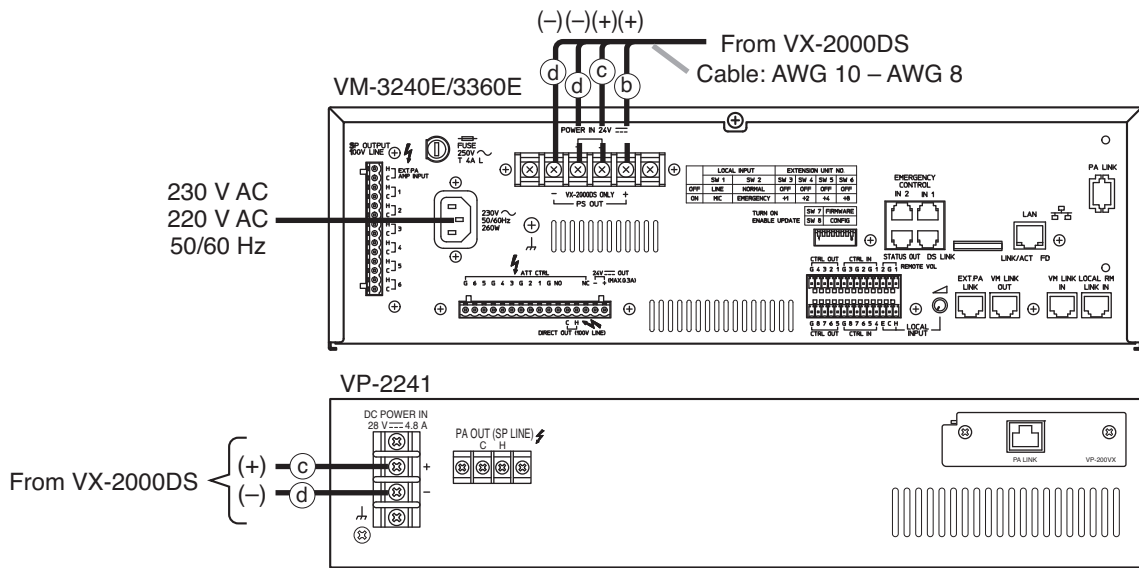 (–) (–) (+) (+)
From VX-2000DS
Cable: AWG 10 – AWG 8
d d c b
VM-3240E/3360E
POWER IN 24V
SP OUTPUT
100V LINE
EXT.PA
AMP INPUT
H
C
H
C 1
H
C 2
H
C 3
H
C 4
H
C 5
H
C 6
FUSE
250V ~
T 4A L
230 V AC
220 V AC
50/60 Hz
230V ~
50/60Hz
260W
– VX-2000DS ONLY +
PS OUT
LOCAL INPUT EXTENSION UNIT NO.
SW 1 SW 2 SW 3 SW 4 SW 5 SW 6
OFF LINE NORMAL OFF OFF OFF OFF
ON MIC EMERGENCY +1 +2 +4 +8
TURN ON
ENABLE UPDATE
SW 7 FIRMWARE
SW 8 CONFIG
EMERGENCY
CONTROL
IN 2 IN 1
STATUS OUT DS LINK
PA LINK
LAN
LINK/ACT FD
ATT CTRL
G 6 5 G 4 3 G 2 1 G NO NC – +
24V OUT
(MAX.0.3A)
C H
DIRECT OUT (100V LINE)
CTRL OUT CTRL IN
REMOTE VOL
G 4 3 2 1 G 3 G 2 G 1 2 G 1
G 8 7 6 5 G 8 7 6 5 4 E C H
CTRL OUT CTRL IN
LOCAL
INPUT
EXT.PA
LINK
VM LINK
OUT
VM LINK
IN
LOCAL RM
LINK IN
VP-2241
DC POWER IN
28 V 4.8 A
PA OUT (SP LINE)
C H
From VX-2000DS
(+) c +
(–) d –
PA LINK
VP-200VX